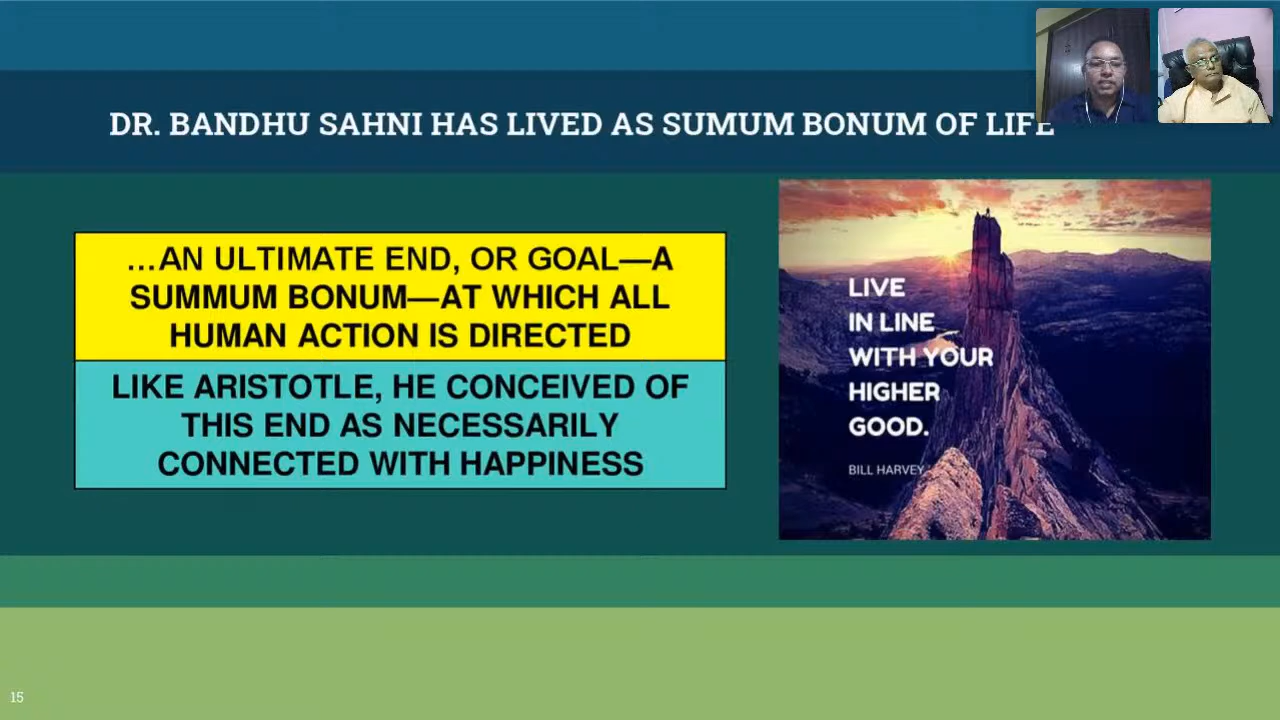 DR. BANDHU SAHNI HAS LIVED AS SUMUM BONUM OF LIFE
...AN ULTIMATE END, OR GOAL—A
SUMMUM BONUM—AT WHICH ALL
HUMAN ACTION IS DIRECTED
LIKE ARISTOTLE, HE CONCEIVED OF
THIS END AS NECESSARILY
CONNECTED WITH HAPPINESS
LIVE
IN LINE
WITH YOUR
HIGHER
GOOD.
BILL HARVEY
15